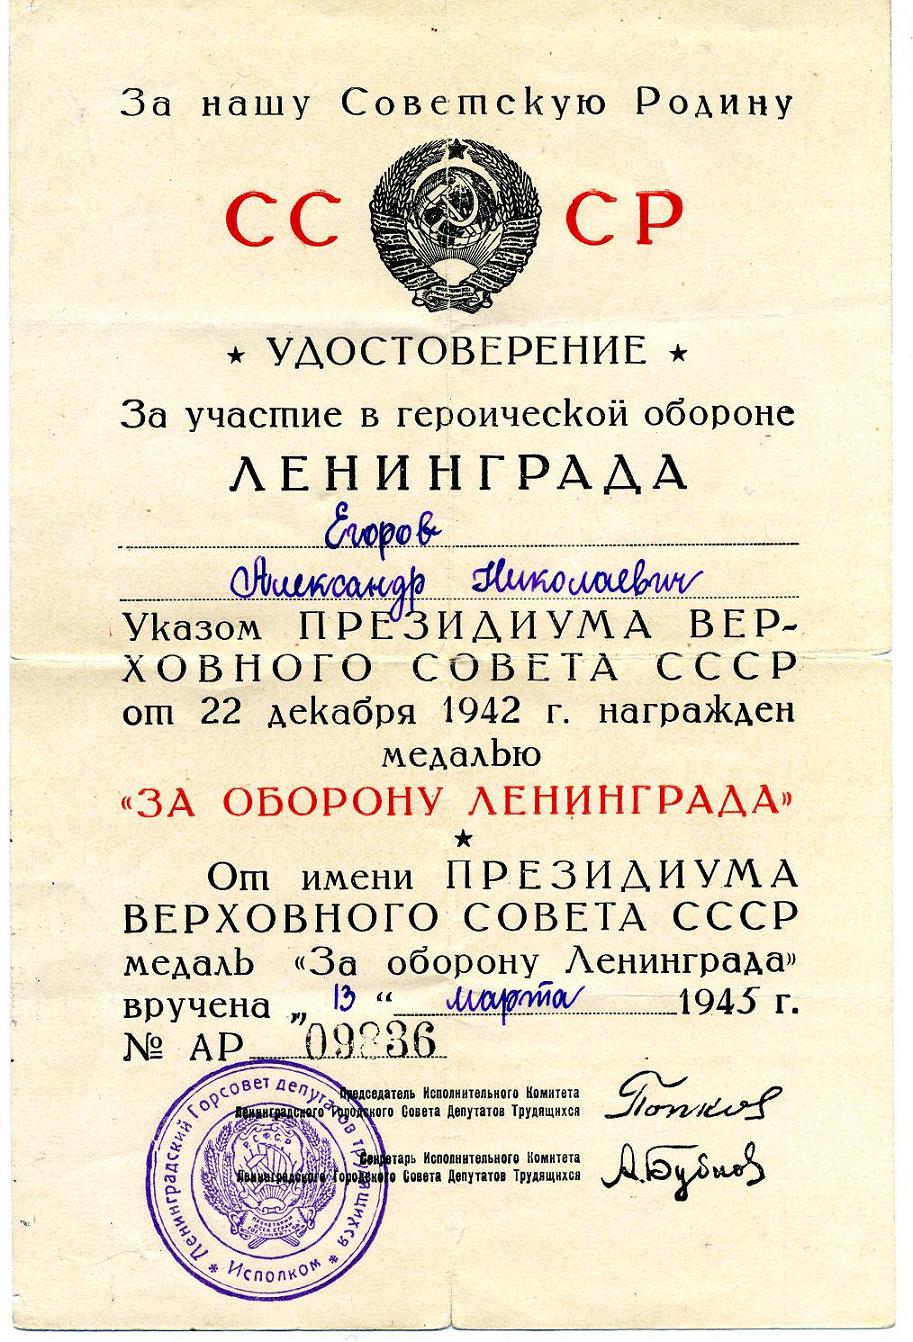 За нашу Советскую Родину
СССР
★ УДОСТОВЕРЕНИЕ ★
За участие в героической обороне
ЛЕНИНГРАДА
Егоров
Александр Николаевич
Указом ПРЕЗИДИУМА ВЕР-
ХОВНОГО СОВЕТА СССР
от 22 декабря 1942 г. награжден
медалью
«ЗА ОБОРОНУ ЛЕНИНГРАДА»
★
От имени ПРЕЗИДИУМА
ВЕРХОВНОГО СОВЕТА СССР
медаль «За оборону Ленинграда»
вручена „ 13 “ марта 1945 г.
№ АР 09836
Председатель Исполнительного Комитета
Ленинградского Городского Совета Депутатов Трудящихся
Попков
Секретарь Исполнительного Комитета
Ленинградского Городского Совета Депутатов Трудящихся
А.Бубнов
Ленинградский Горсовет депутатов трудящихся
* Исполком *
РСФСР